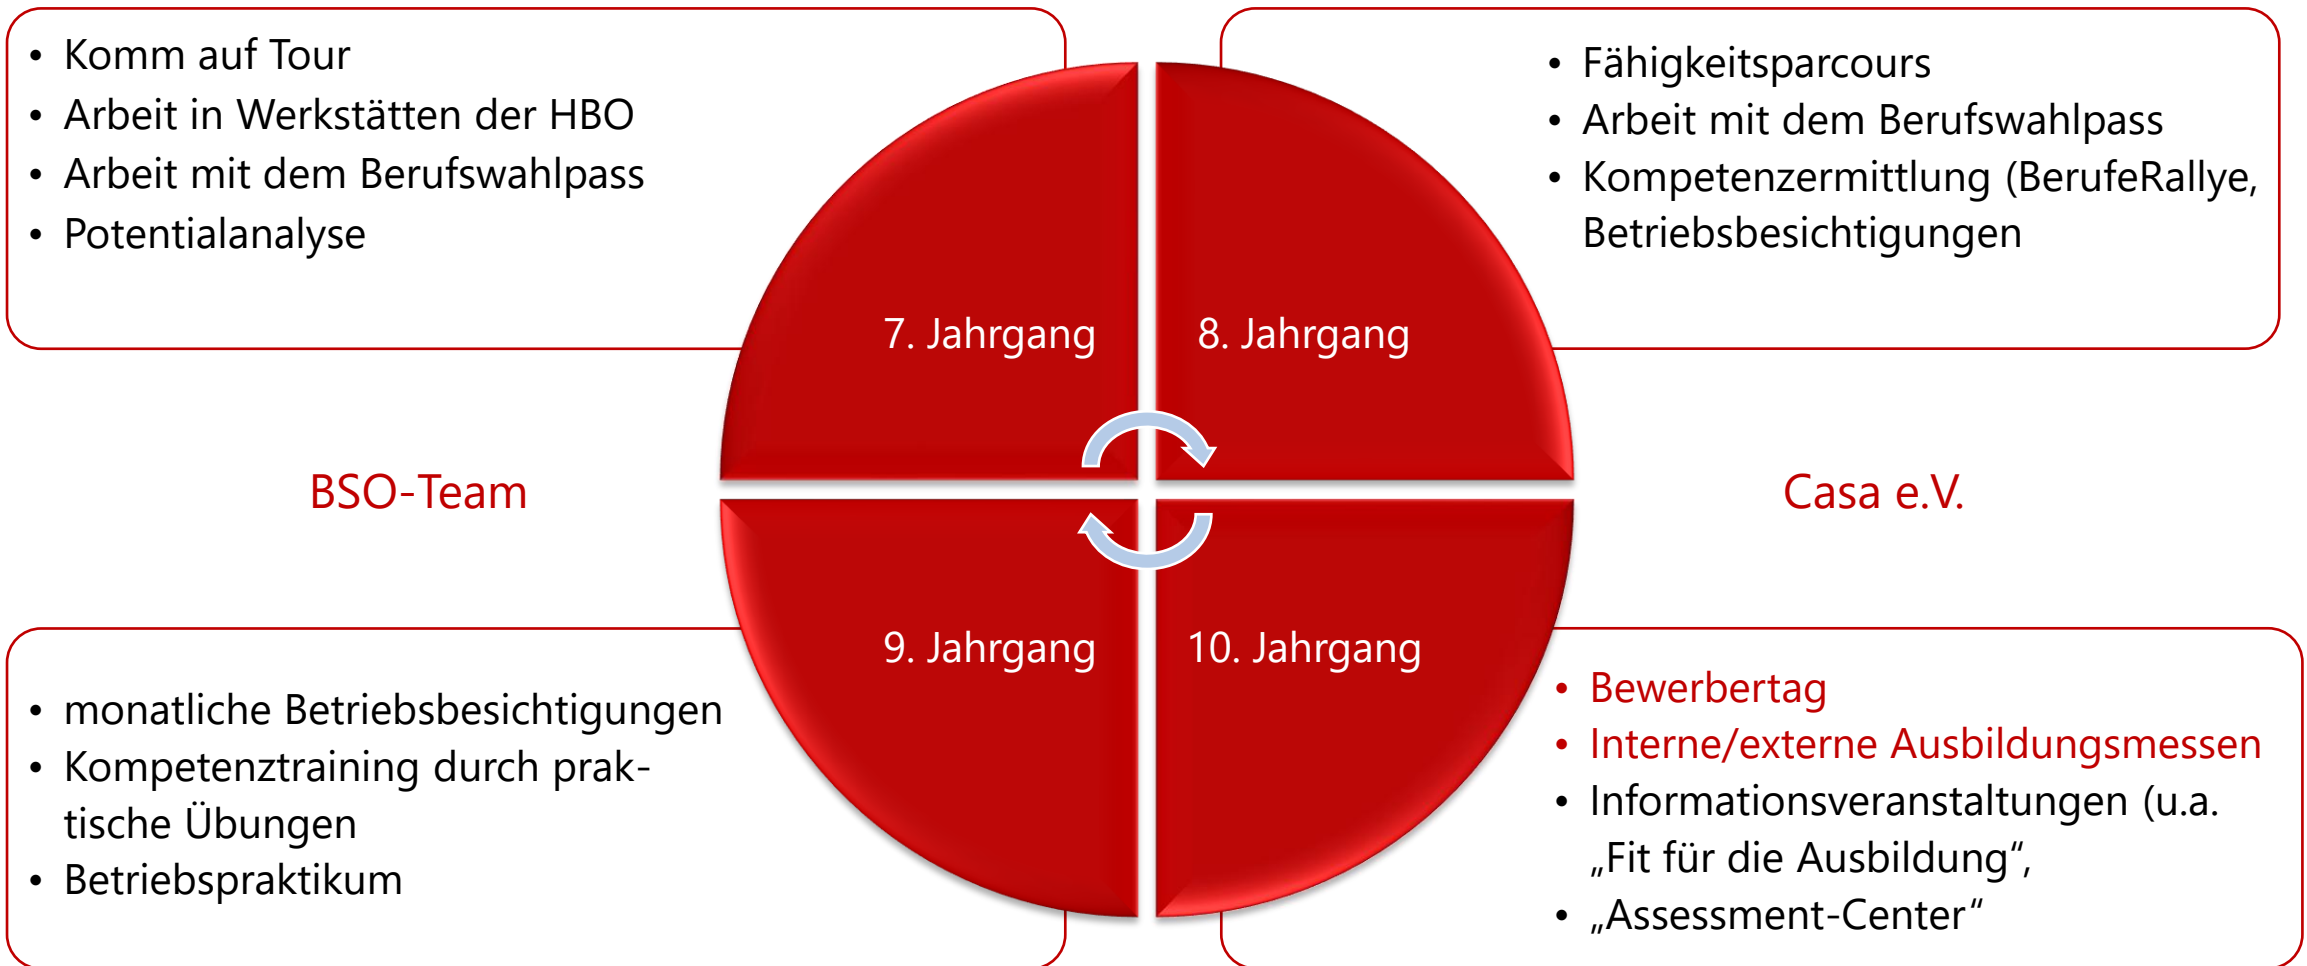 • Komm auf Tour
• Arbeit in Werkstätten der HBO
• Arbeit mit dem Berufswahlpass
• Potentialanalyse
• Fähigkeitsparcours
• Arbeit mit dem Berufswahlpass
• Kompetenzermittlung (BerufeRallye,
Betriebsbesichtigungen
7. Jahrgang
8. Jahrgang
BSO-Team
Casa e.V.
9. Jahrgang
10. Jahrgang
• monatliche Betriebsbesichtigungen
• Kompetenztraining durch prak-
tische Übungen
• Betriebspraktikum
• Bewerbertag
• Interne/externe Ausbildungsmessen
• Informationsveranstaltungen (u.a.
„Fit für die Ausbildung“,
• „Assessment-Center“